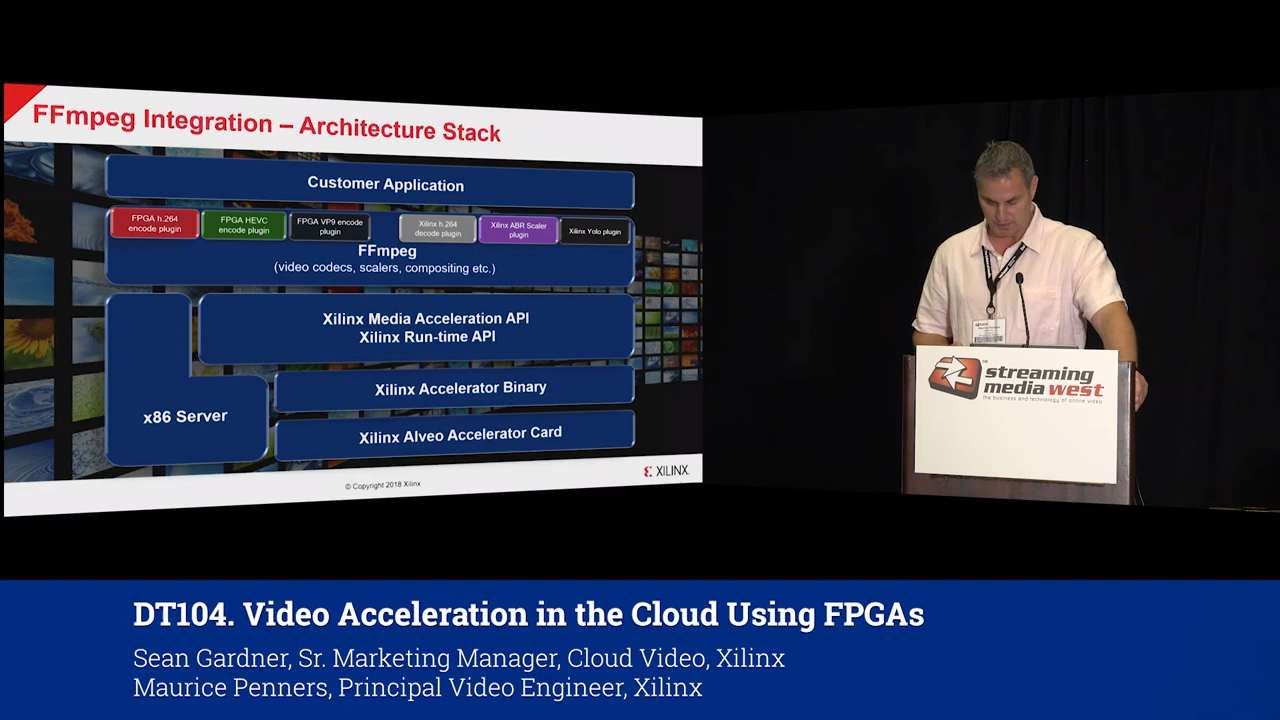 FFmpeg Integration – Architecture Stack
Customer Application
FPGA h.264
encode plugin
FPGA HEVC
encode plugin
FPGA VP9 encode
plugin
Xilinx h.264
decode plugin
Xilinx ABR Scaler
plugin
Xilinx Yolo plugin
FFmpeg
(video codecs, scalers, compositing etc.)
Xilinx Media Acceleration API
Xilinx Run-time API
Xilinx Accelerator Binary
x86 Server
Xilinx Alveo Accelerator Card
XILINX
© Copyright 2018 Xilinx
streaming
media west
the business and technology of online video
DT104. Video Acceleration in the Cloud Using FPGAs
Sean Gardner, Sr. Marketing Manager, Cloud Video, Xilinx
Maurice Penners, Principal Video Engineer, Xilinx